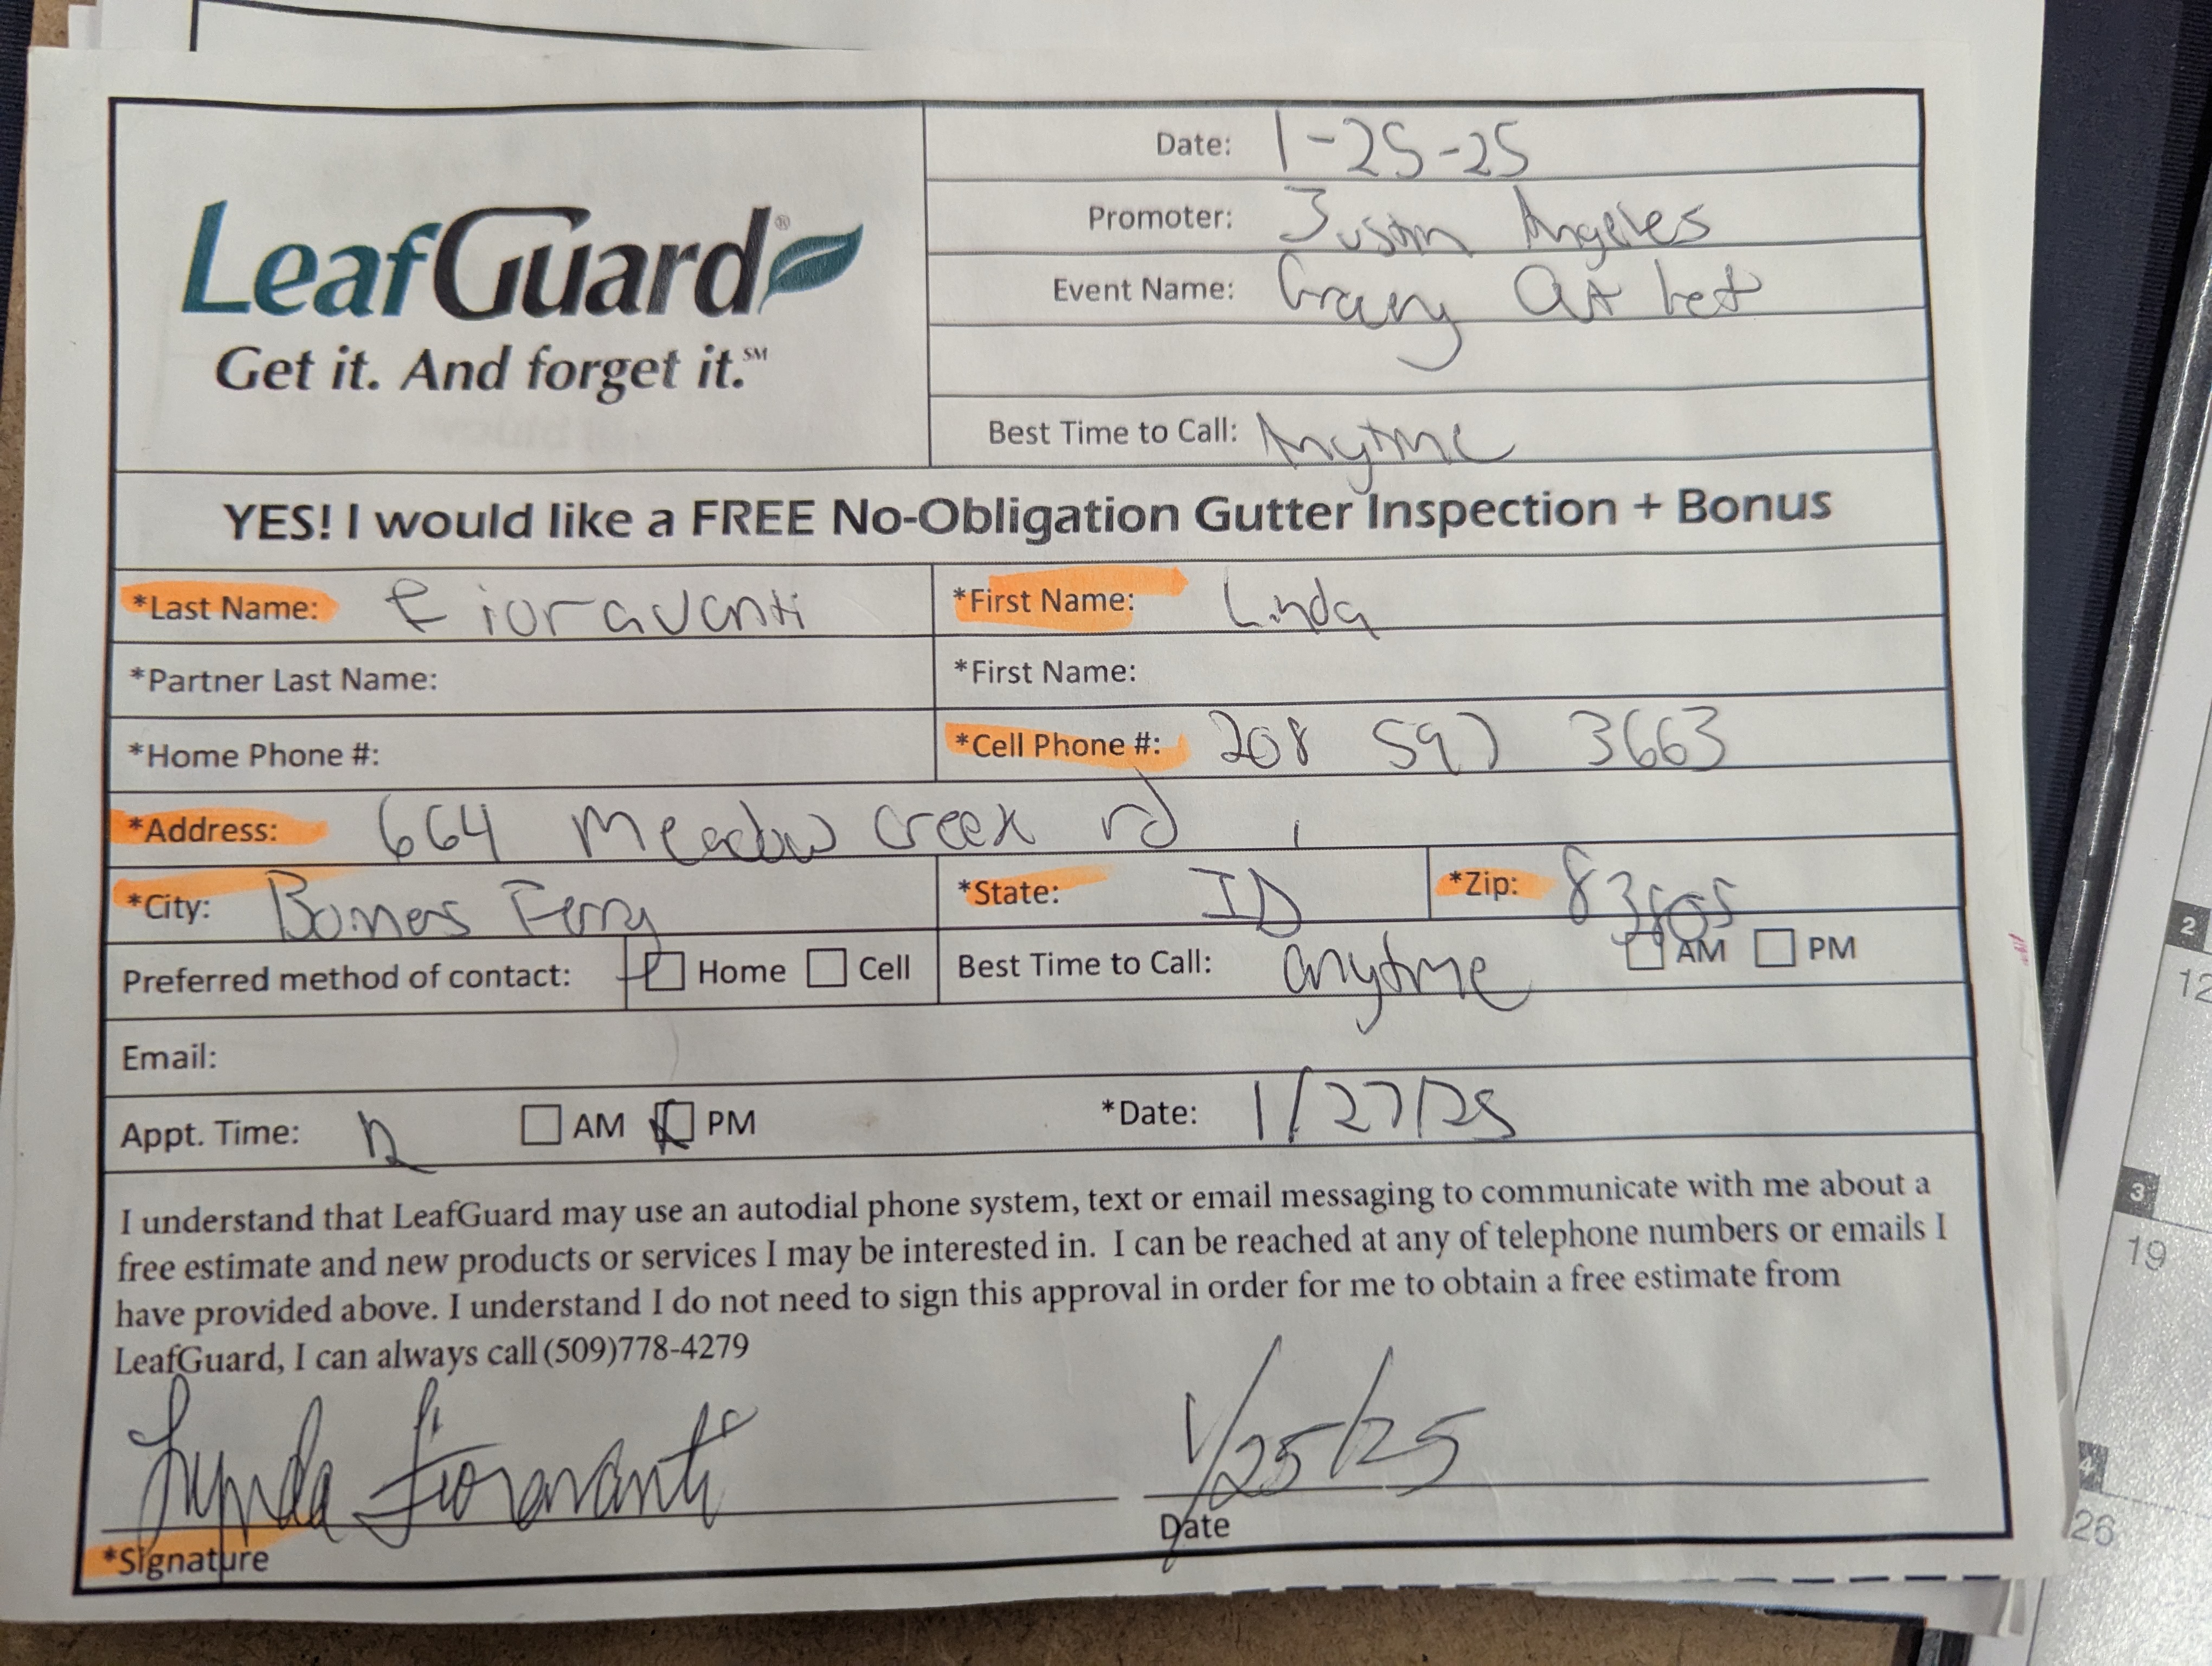 LeafGuard®
Get it. And forget it.℠
Date: 1-25-25
Promoter: Justin Angeles
Event Name:
Best Time to Call: Anytime
YES! I would like a FREE No-Obligation Gutter Inspection + Bonus
*Last Name: Fioravanti *First Name: Linda
*Partner Last Name: *First Name:
*Home Phone #: *Cell Phone #: 208 597 3663
*Address: 664 Meadow Creek rd
*City: Bonners Ferry *State: ID *Zip:
Preferred method of contact: Home Cell Best Time to Call: anytime AM PM
Email:
Appt. Time: 12 AM PM *Date: 1/27/25
I understand that LeafGuard may use an autodial phone system, text or email messaging to communicate with me about a
free estimate and new products or services I may be interested in. I can be reached at any of telephone numbers or emails I
have provided above. I understand I do not need to sign this approval in order for me to obtain a free estimate from
LeafGuard, I can always call (509)778-4279
Lynda Fioravanti 1/25/25
*Signature Date
2
12
3
19
4
26